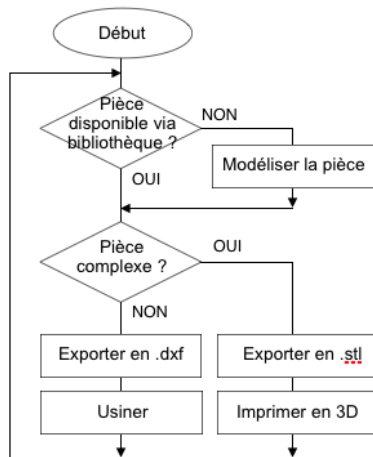 Début
Pièce
disponible via
bibliothèque ?
NON
Modéliser la pièce
OUI
Pièce
complexe ?
OUI
NON
Exporter en .dxf
Exporter en .stl
Usiner
Imprimer en 3D